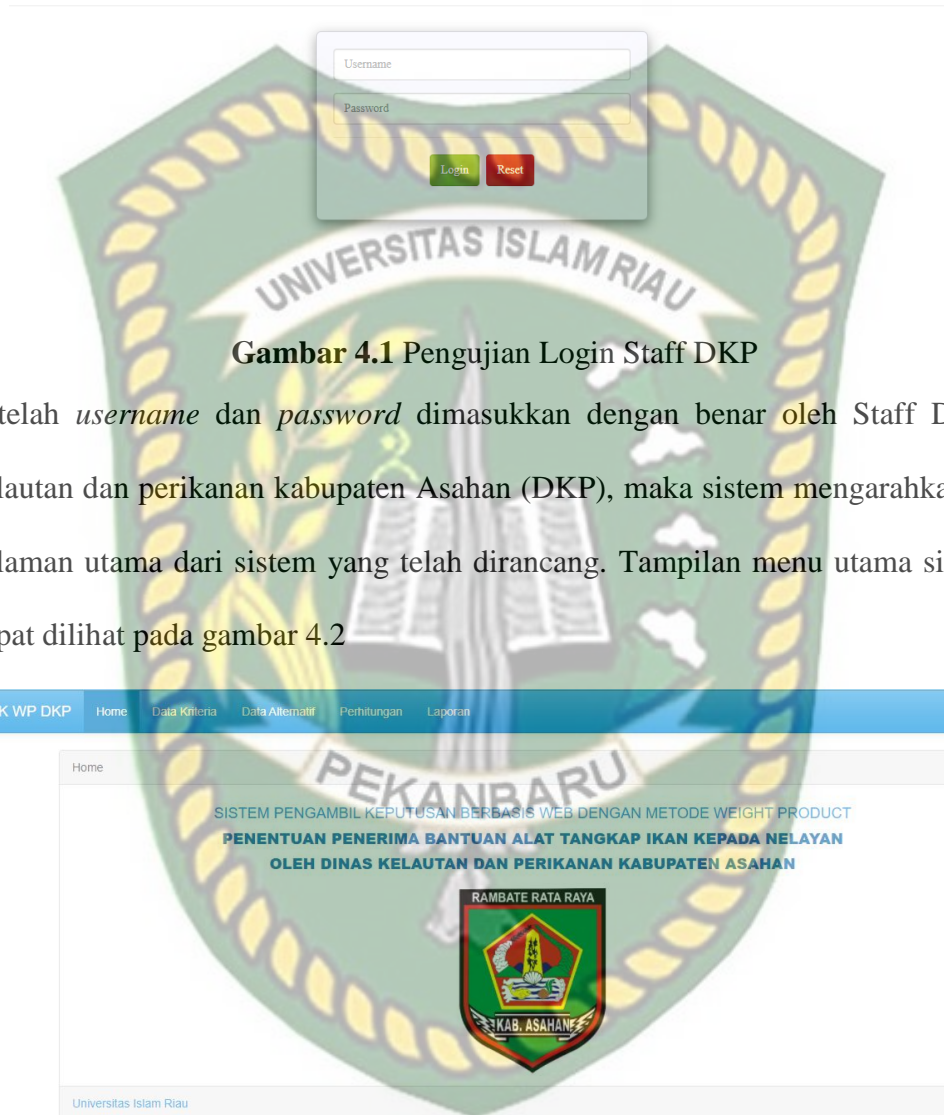 Username
Password
Login Reset
UNIVERSITAS ISLAM RIAU
Gambar 4.1 Pengujian Login Staff DKP
telah username dan password dimasukkan dengan benar oleh Staff D
lautan dan perikanan kabupaten Asahan (DKP), maka sistem mengarahka
laman utama dari sistem yang telah dirancang. Tampilan menu utama si
pat dilihat pada gambar 4.2
K WP DKP Home Data Kriteria Data Alternatif Perhitungan Laporan
Home
PEKANBARU
SISTEM PENGAMBIL KEPUTUSAN BERBASIS WEB DENGAN METODE WEIGHT PRODUCT
PENENTUAN PENERIMA BANTUAN ALAT TANGKAP IKAN KEPADA NELAYAN
OLEH DINAS KELAUTAN DAN PERIKANAN KABUPATEN ASAHAN
RAMBATE RATA RAYA
KAB. ASAHAN
Universitas Islam Riau